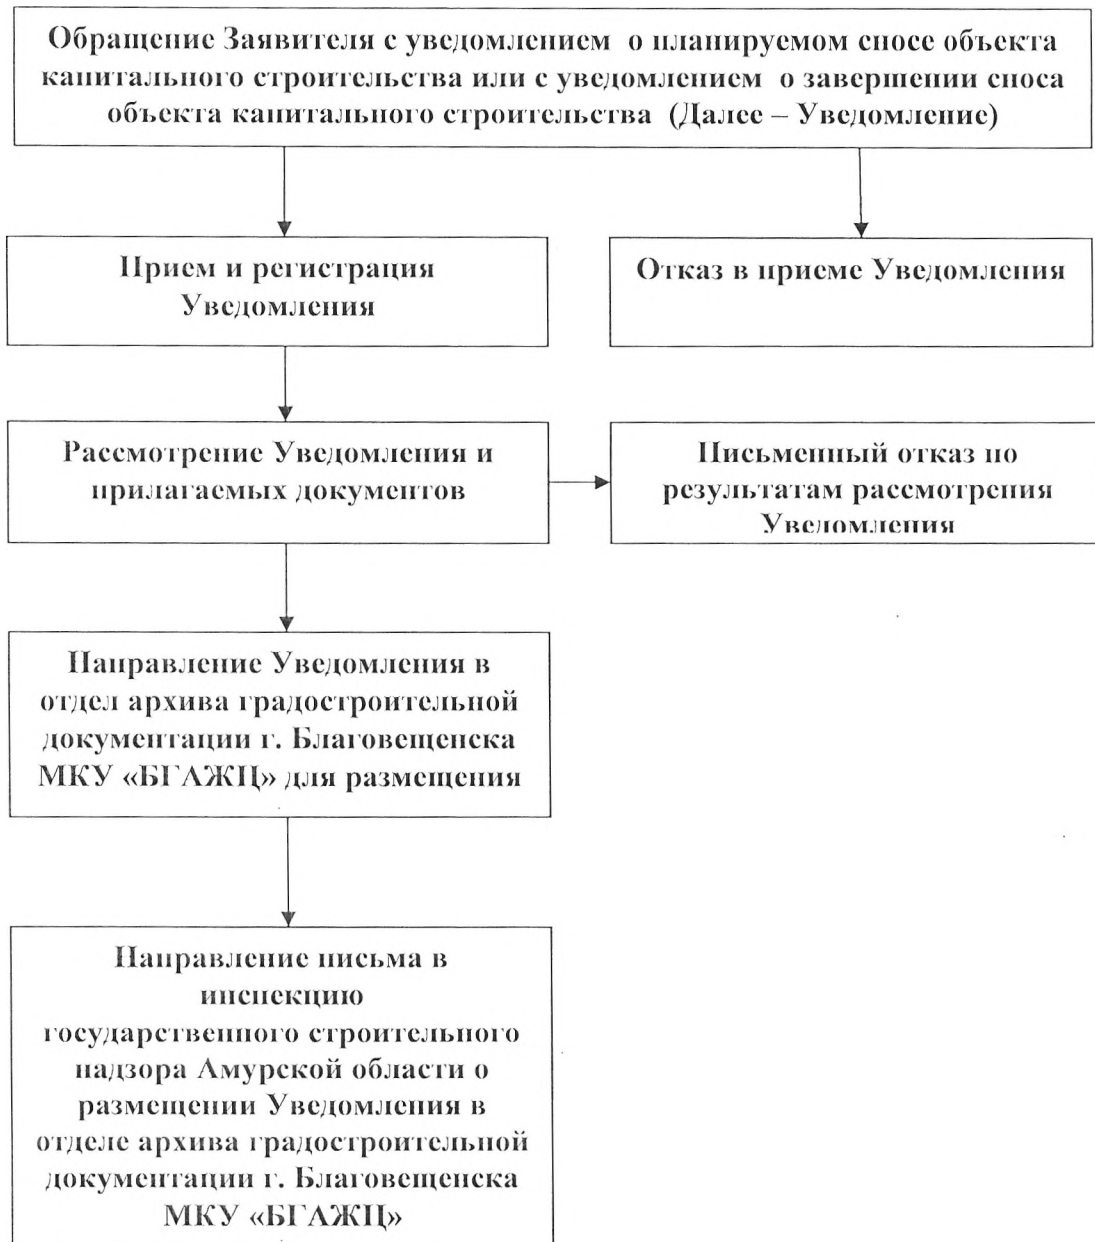 Обращение Заявителя с уведомлением о планируемом сносе объекта
капитального строительства или с уведомлением о завершении сноса
объекта капитального строительства (Далее – Уведомление)
Прием и регистрация
Уведомления
Отказ в приеме Уведомления
Рассмотрение Уведомления и
прилагаемых документов
Письменный отказ по
результатам рассмотрения
Уведомления
Направление Уведомления в
отдел архива градостроительной
документации г. Благовещенска
МКУ «БГАЖЦ» для размещения
Направление письма в
инспекцию
государственного строительного
надзора Амурской области о
размещении Уведомления в
отделе архива градостроительной
документации г. Благовещенска
МКУ «БГАЖЦ»